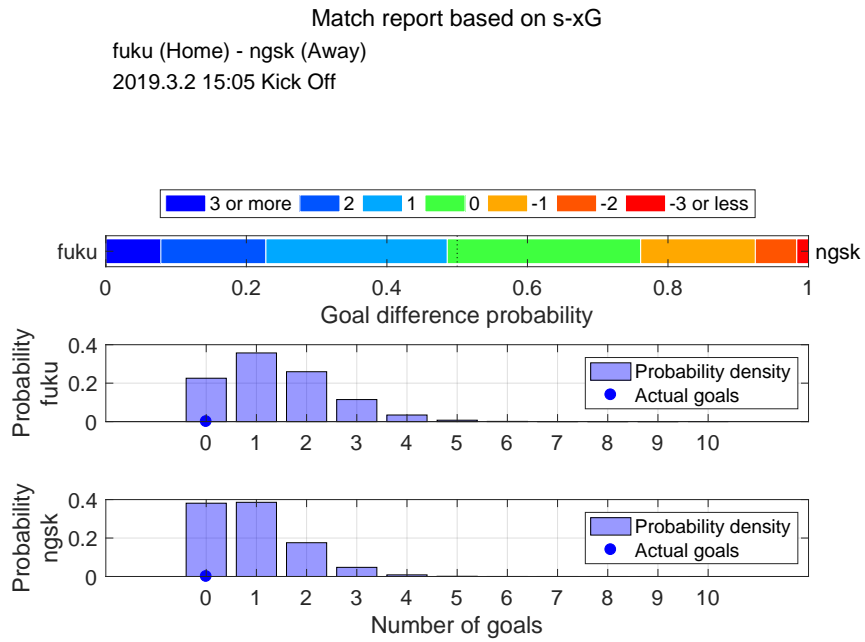 Match report based on s-xG
fuku (Home) - ngsk (Away)
2019.3.2 15:05 Kick Off
3 or more 2 1 0 -1 -2 -3 or less
fuku ngsk
0 0.2 0.4 0.6 0.8 1
Goal difference probability
Probability
fuku
0.4
0.2
0
Probability density
Actual goals
0 1 2 3 4 5 6 7 8 9 10
Probability
ngsk
0.4
0.2
0
Probability density
Actual goals
0 1 2 3 4 5 6 7 8 9 10
Number of goals